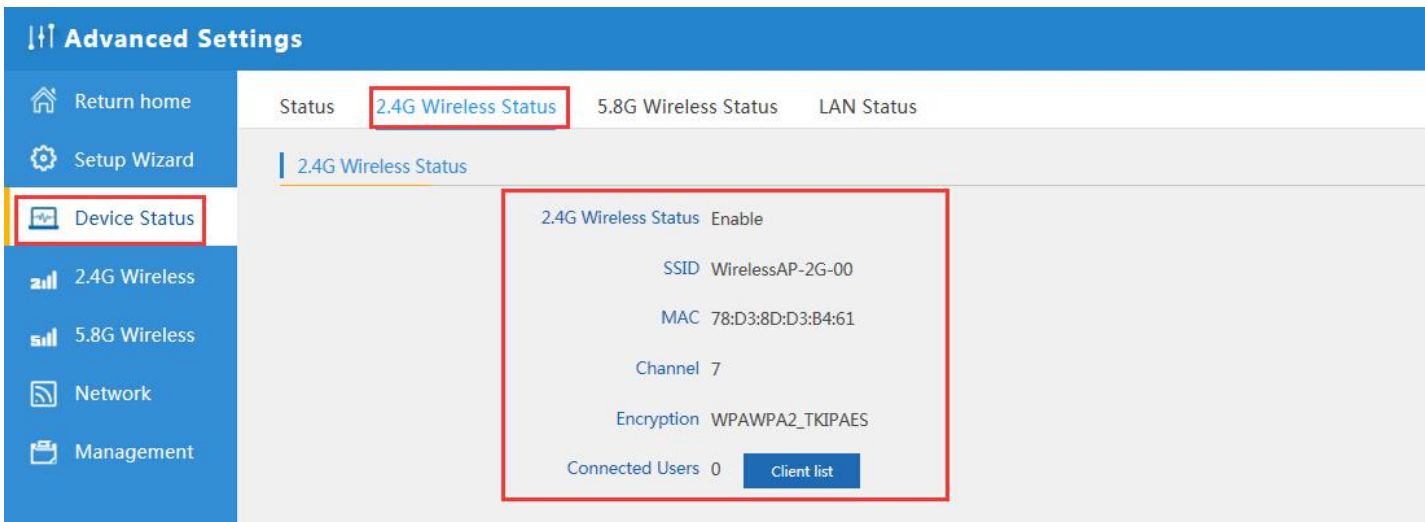 Advanced Settings
Return home
Setup Wizard
Device Status
2.4G Wireless
5.8G Wireless
Network
Management
Status 2.4G Wireless Status 5.8G Wireless Status LAN Status
2.4G Wireless Status
2.4G Wireless Status Enable
SSID WirelessAP-2G-00
MAC 78:D3:8D:D3:B4:61
Channel 7
Encryption WPAWPA2_TKIPAES
Connected Users 0 Client list